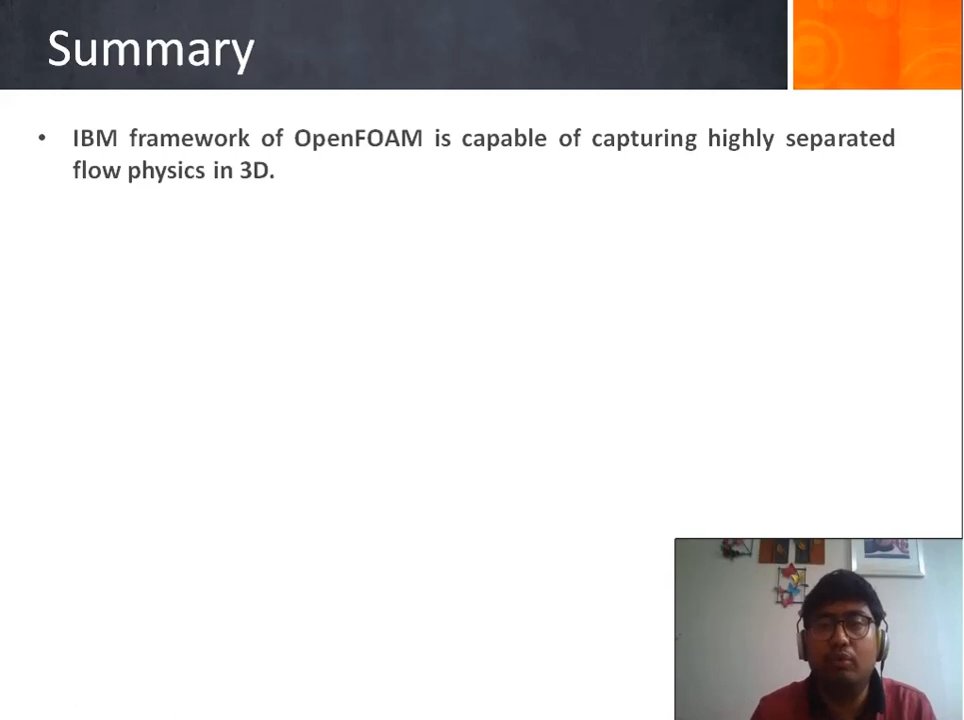 Summary
• IBM framework of OpenFOAM is capable of capturing highly separated
flow physics in 3D.